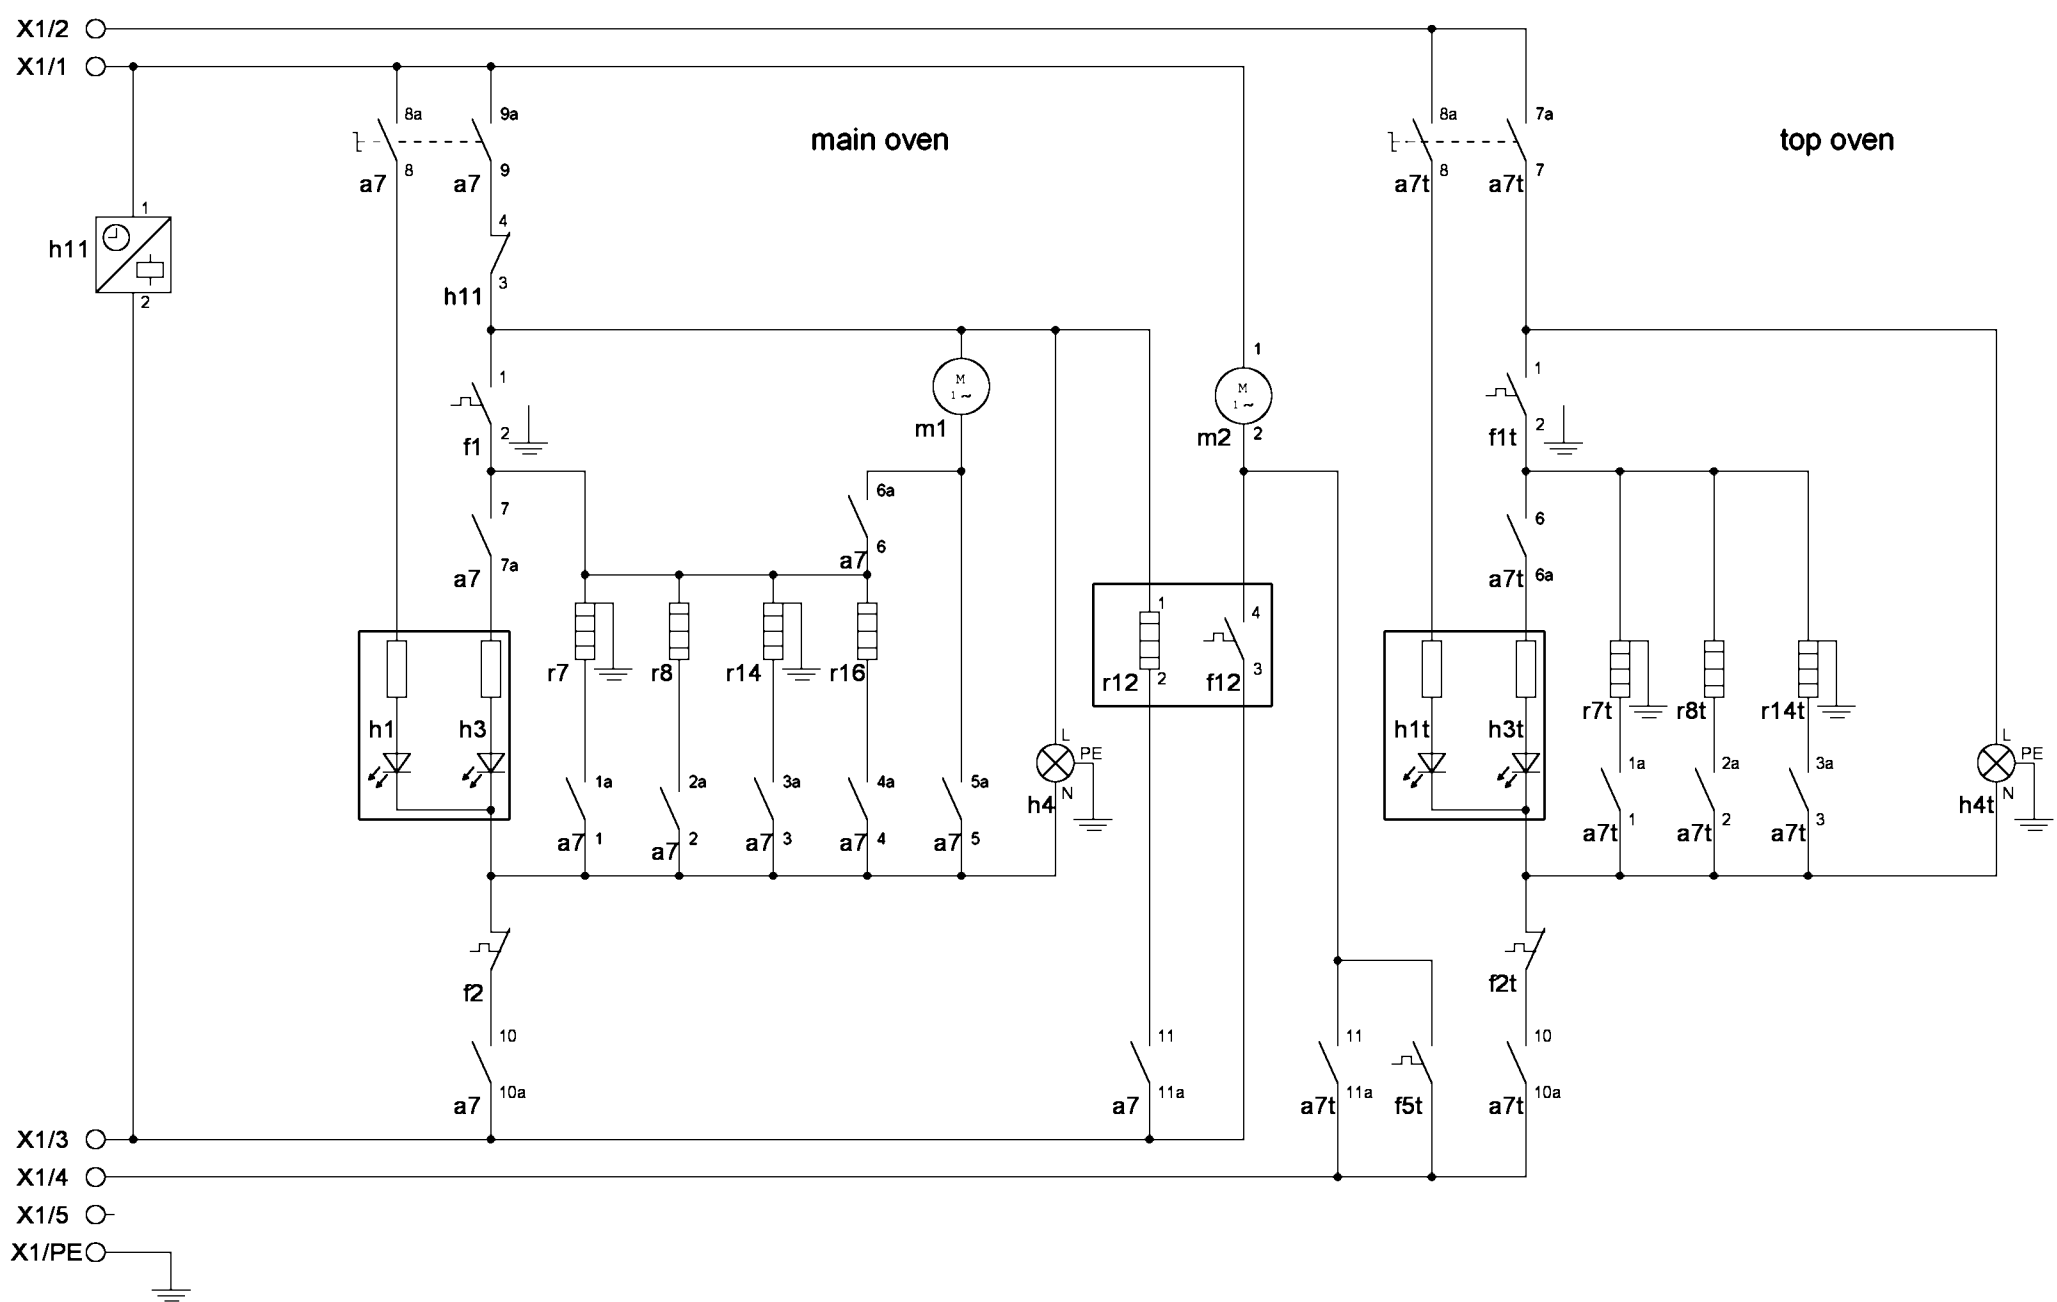 X1/2
X1/1
8a 9a 8a 7a
main oven
top oven
8 9 8 7
a7 a7 a7t a7t
1
4
h11
3
2
h11
1
1
1
M
1~
M
1~
m1
m2
2
f1
2
f1t
2
7
6a
6
a7
7a
a7
6
a7t
6a
1
4
r7
r8
r14
r16
r12
2
f12
3
r7t
r8t
r14t
h1
h3
h1t
h3t
L
PE
N
h4
L
PE
N
h4t
1a 2a 3a 4a 5a
1a 2a 3a
a7 1
a7 2
a7 3
a7 4
a7 5
a7t 1
a7t 2
a7t 3
f2
f2t
10
11
11
10
a7 10a
a7 11a
a7t 11a
f5t
a7t 10a
X1/3
X1/4
X1/5
X1/PE